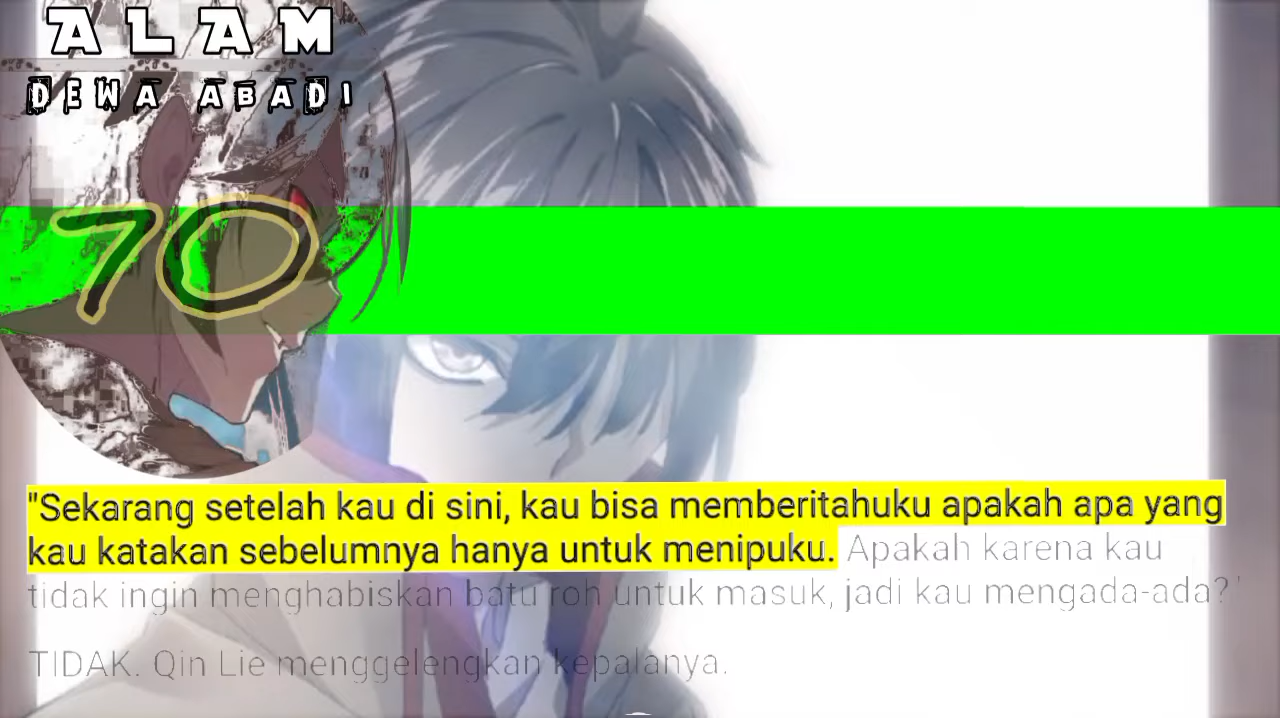 ALAM
DEWA ABADI
70
"Sekarang setelah kau di sini, kau bisa memberitahuku apakah apa yang
kau katakan sebelumnya hanya untuk menipuku. Apakah karena kau
tidak ingin menghabiskan batu roh untuk masuk, jadi kau mengada-ada?'
TIDAK. Qin Lie menggelengkan kepalanya.